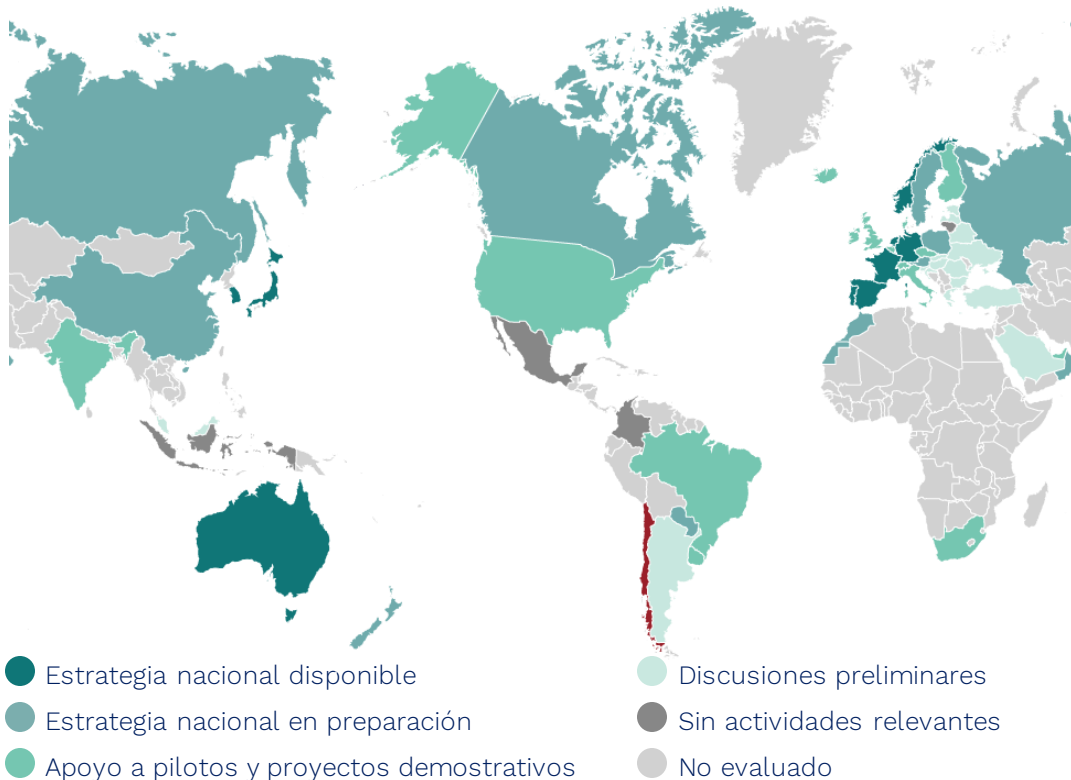 Estrategia nacional disponible
Estrategia nacional en preparación
Apoyo a pilotos y proyectos demostrativos
Discusiones preliminares
Sin actividades relevantes
No evaluado